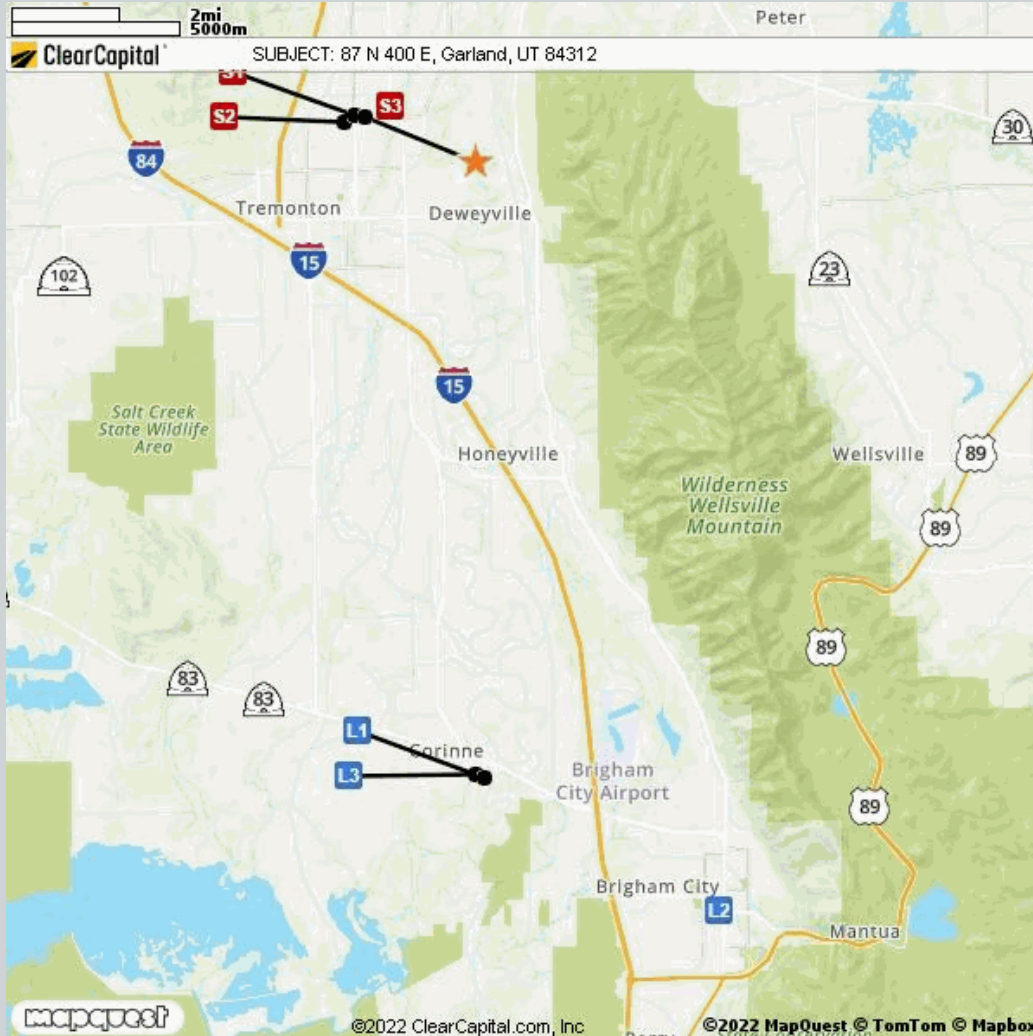 2mi
5000m
Peter
ClearCapital
SUBJECT: 87 N 400 E, Garland, UT 84312
S1
S2
S3
30
84
Tremonton
Deweyville
15
102
23
15
Salt Creek
State Wildlife
Area
Honeyville
Wellsville
89
Wilderness
Wellsville
Mountain
89
89
83
83
L1
Corinne
L3
Brigham
City Airport
89
Brigham City
L2
Mantua
mapquest
©2022 ClearCapital.com, Inc
©2022 MapQuest © TomTom © Mapbo